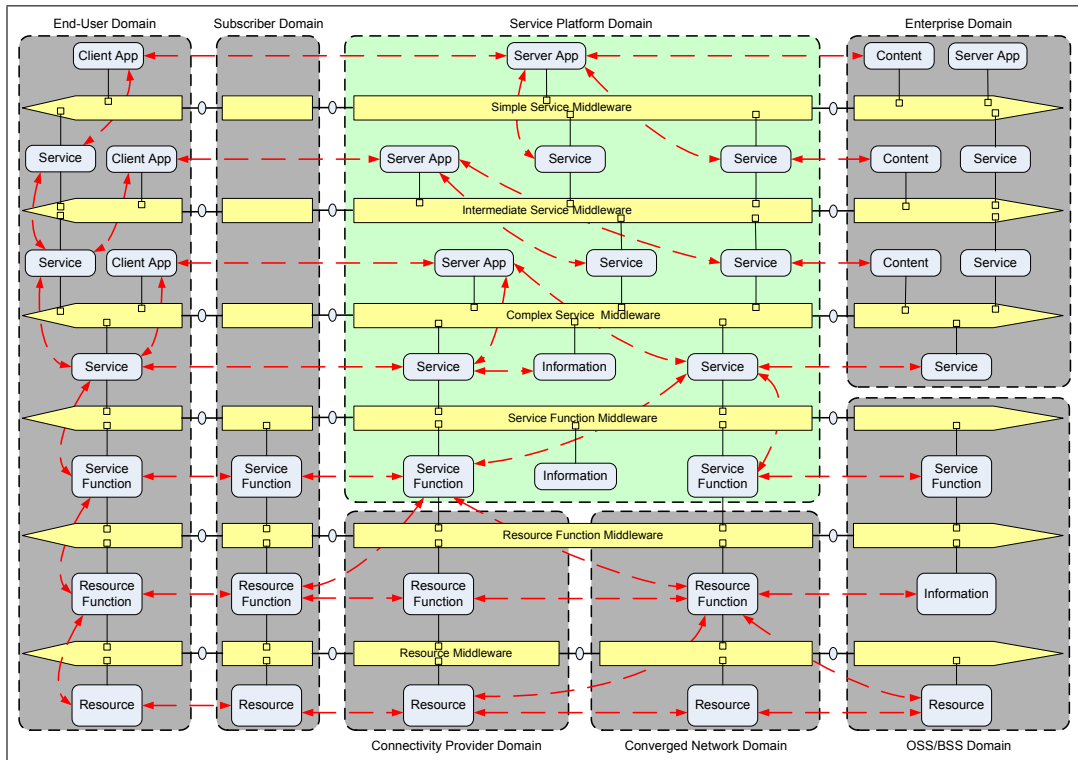 End-User Domain
Subscriber Domain
Service Platform Domain
Enterprise Domain
Client App
Server App
Content
Server App
Simple Service Middleware
Service
Client App
Server App
Service
Service
Content
Service
Intermediate Service Middleware
Service
Client App
Server App
Service
Service
Content
Service
Complex Service Middleware
Service
Service
Information
Service
Service
Service Function Middleware
Service
Function
Service
Function
Service
Function
Information
Service
Function
Service
Function
Resource Function Middleware
Resource
Function
Resource
Function
Resource
Function
Resource
Function
Information
Resource Middleware
Resource
Resource
Resource
Resource
Resource
Connectivity Provider Domain
Converged Network Domain
OSS/BSS Domain